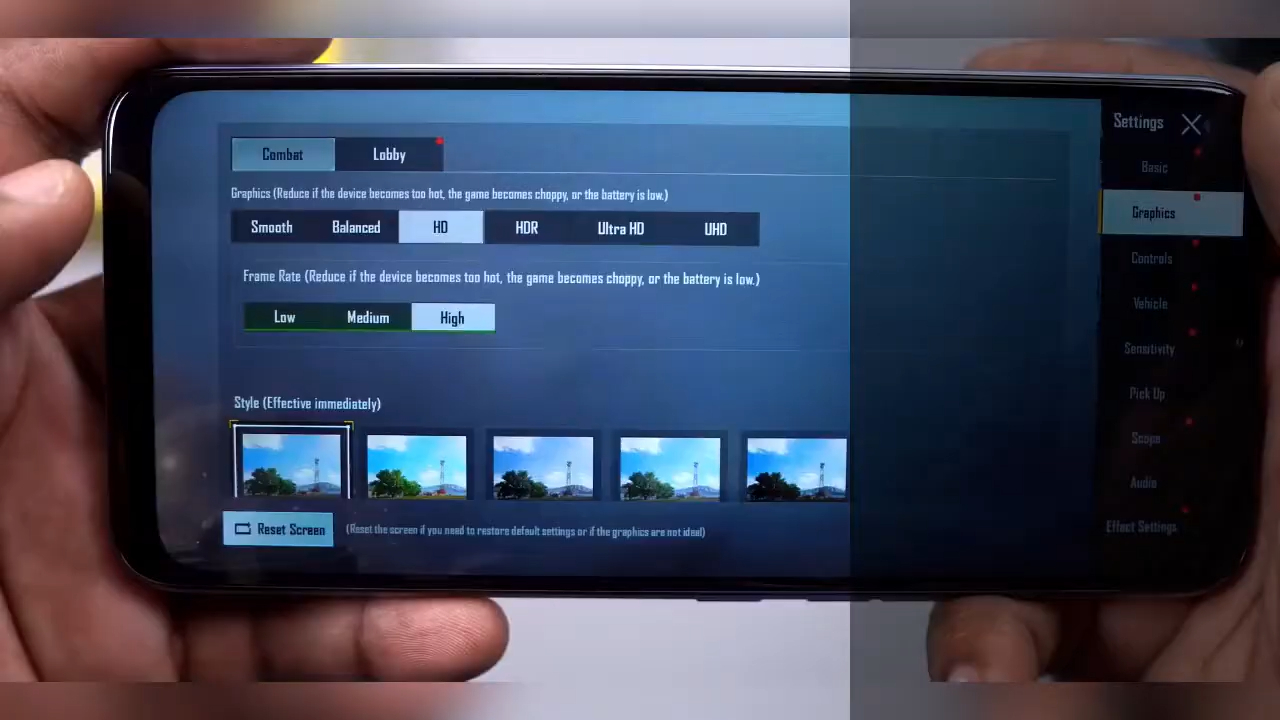 Settings
Combat Lobby
Graphics (Reduce if the device becomes too hot, the game becomes choppy, or the battery is low.)
Smooth Balanced HD HDR Ultra HD UHD
Frame Rate (Reduce if the device becomes too hot, the game becomes choppy, or the battery is low.)
Low Medium High
Style (Effective immediately)
Reset Screen (Reset the screen if you need to restore default settings or if the graphics are not ideal)
Basic
Graphics
Controls
Vehicle
Sensitivity
Pick Up
Scope
Audio
Effect Settings